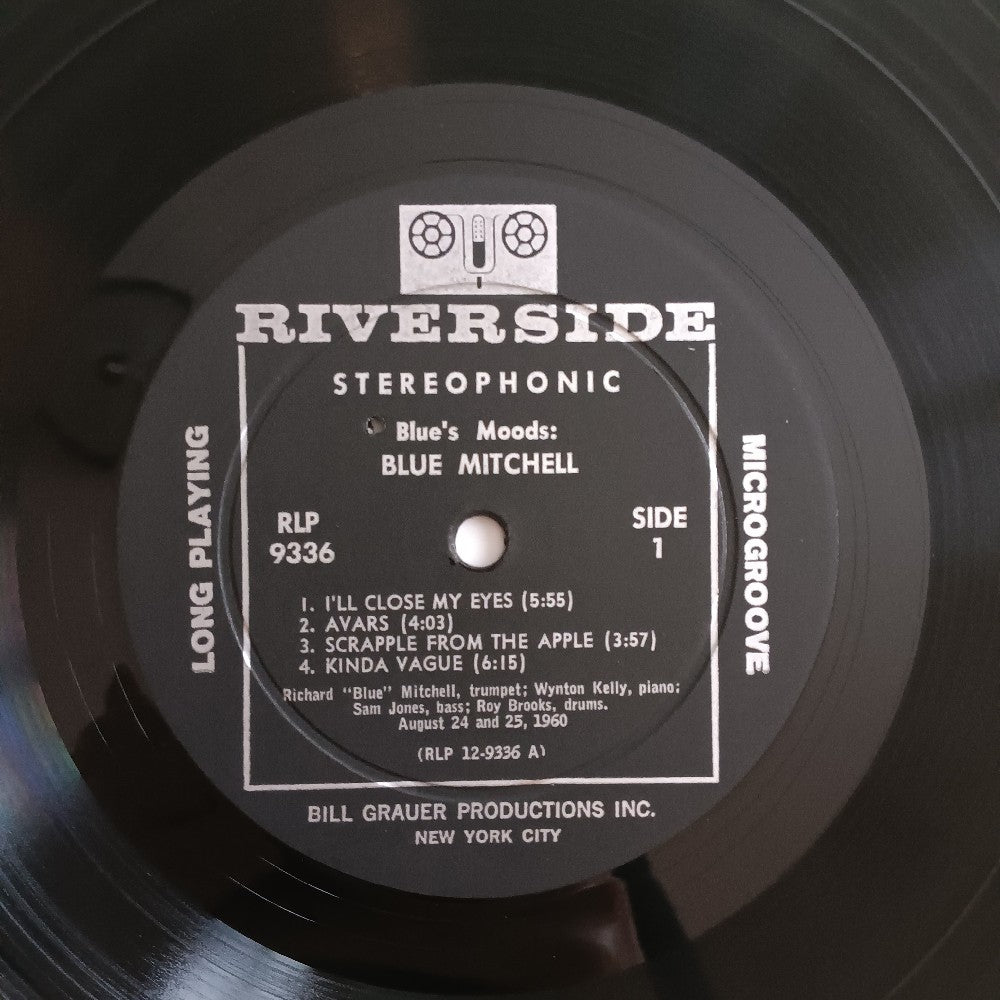 RIVERSIDE
STEREOPHONIC
Blue's Moods:
BLUE MITCHELL
RLP
9336
SIDE
1
LONG PLAYING
MICROGROOVE
1. I'LL CLOSE MY EYES (5:55)
2. AVARS (4:03)
3. SCRAPPLE FROM THE APPLE (3:57)
4. KINDA VAGUE (6:15)
Richard "Blue" Mitchell, trumpet; Wynton Kelly, piano;
Sam Jones, bass; Roy Brooks, drums.
August 24 and 25, 1960
(RLP 12-9336 A)
BILL GRAUER PRODUCTIONS INC.
NEW YORK CITY